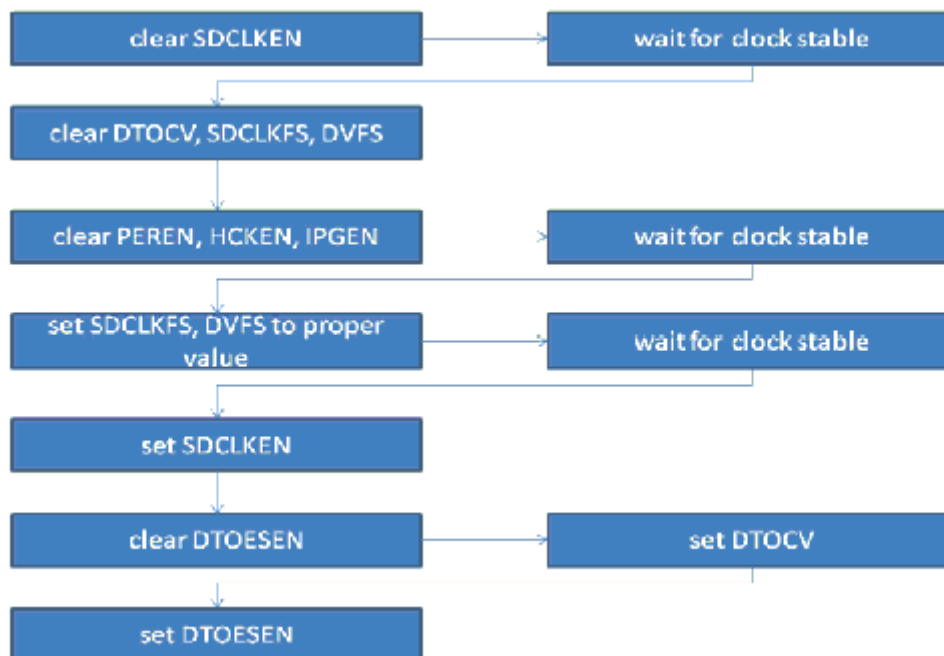 clear SDCLKEN
wait for clock stable
clear DTOCV, SDCLKFS, DVFS
clear PEREN, HCKEN, IPGEN
wait for clock stable
set SDCLKFS, DVFS to proper
value
wait for clock stable
set SDCLKEN
clear DTOESEN
set DTOCV
set DTOESEN